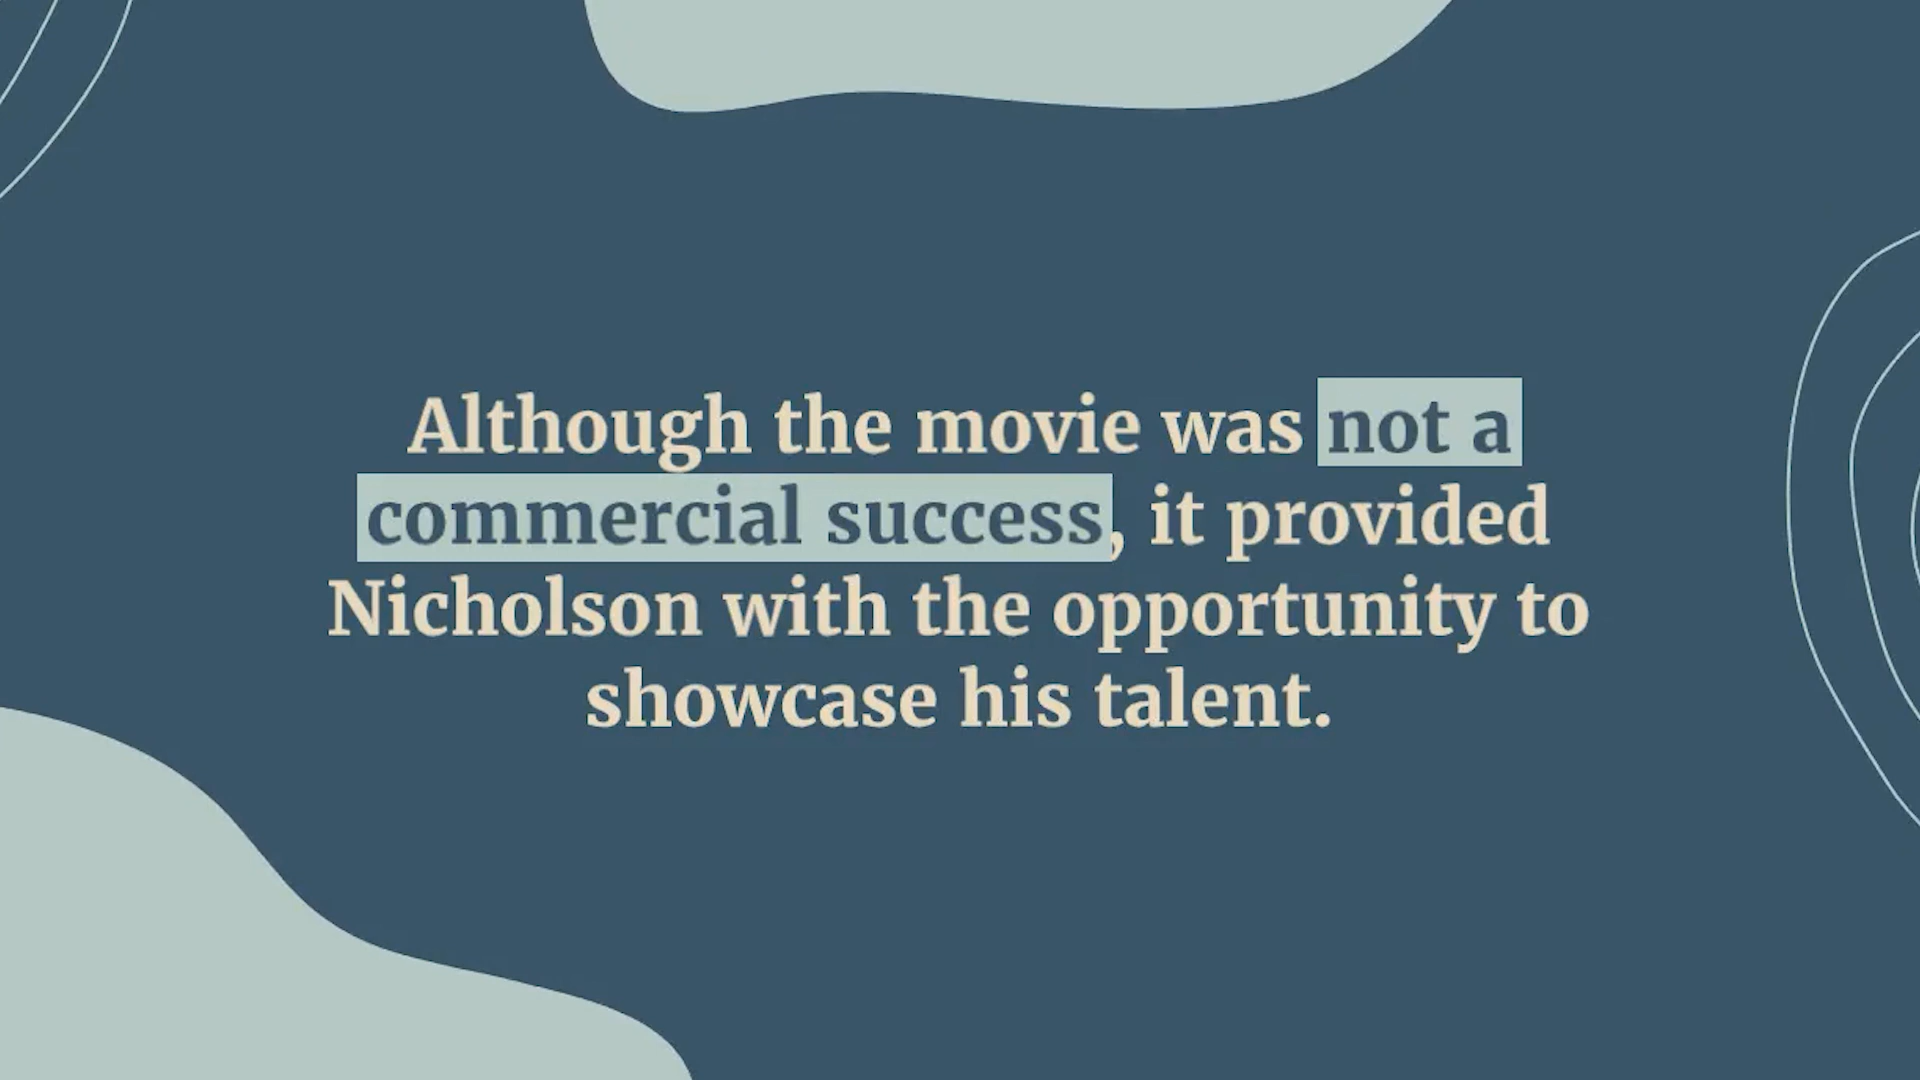 Although the movie was not a
commercial success, it provided
Nicholson with the opportunity to
showcase his talent.